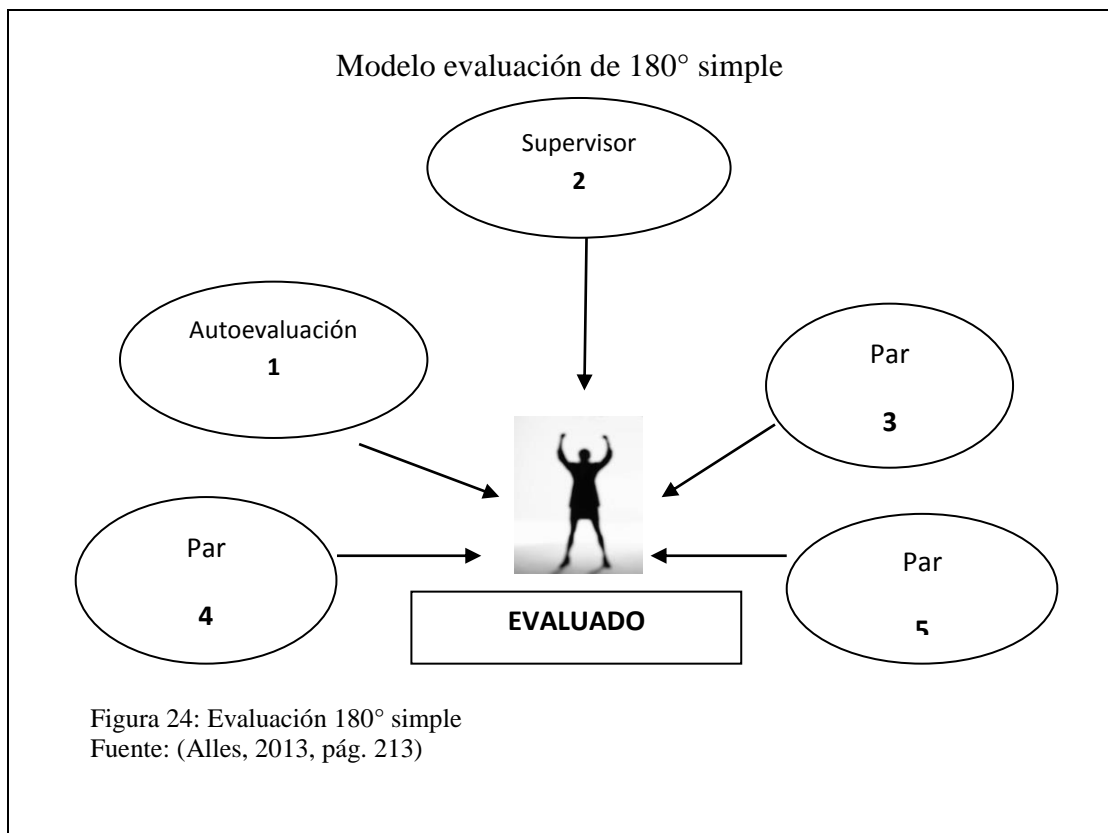 Modelo evaluación de 180° simple
Supervisor
2
Autoevaluación
1
Par
3
Par
4
Par
5
EVALUADO
Figura 24: Evaluación 180° simple
Fuente: (Alles, 2013, pág. 213)